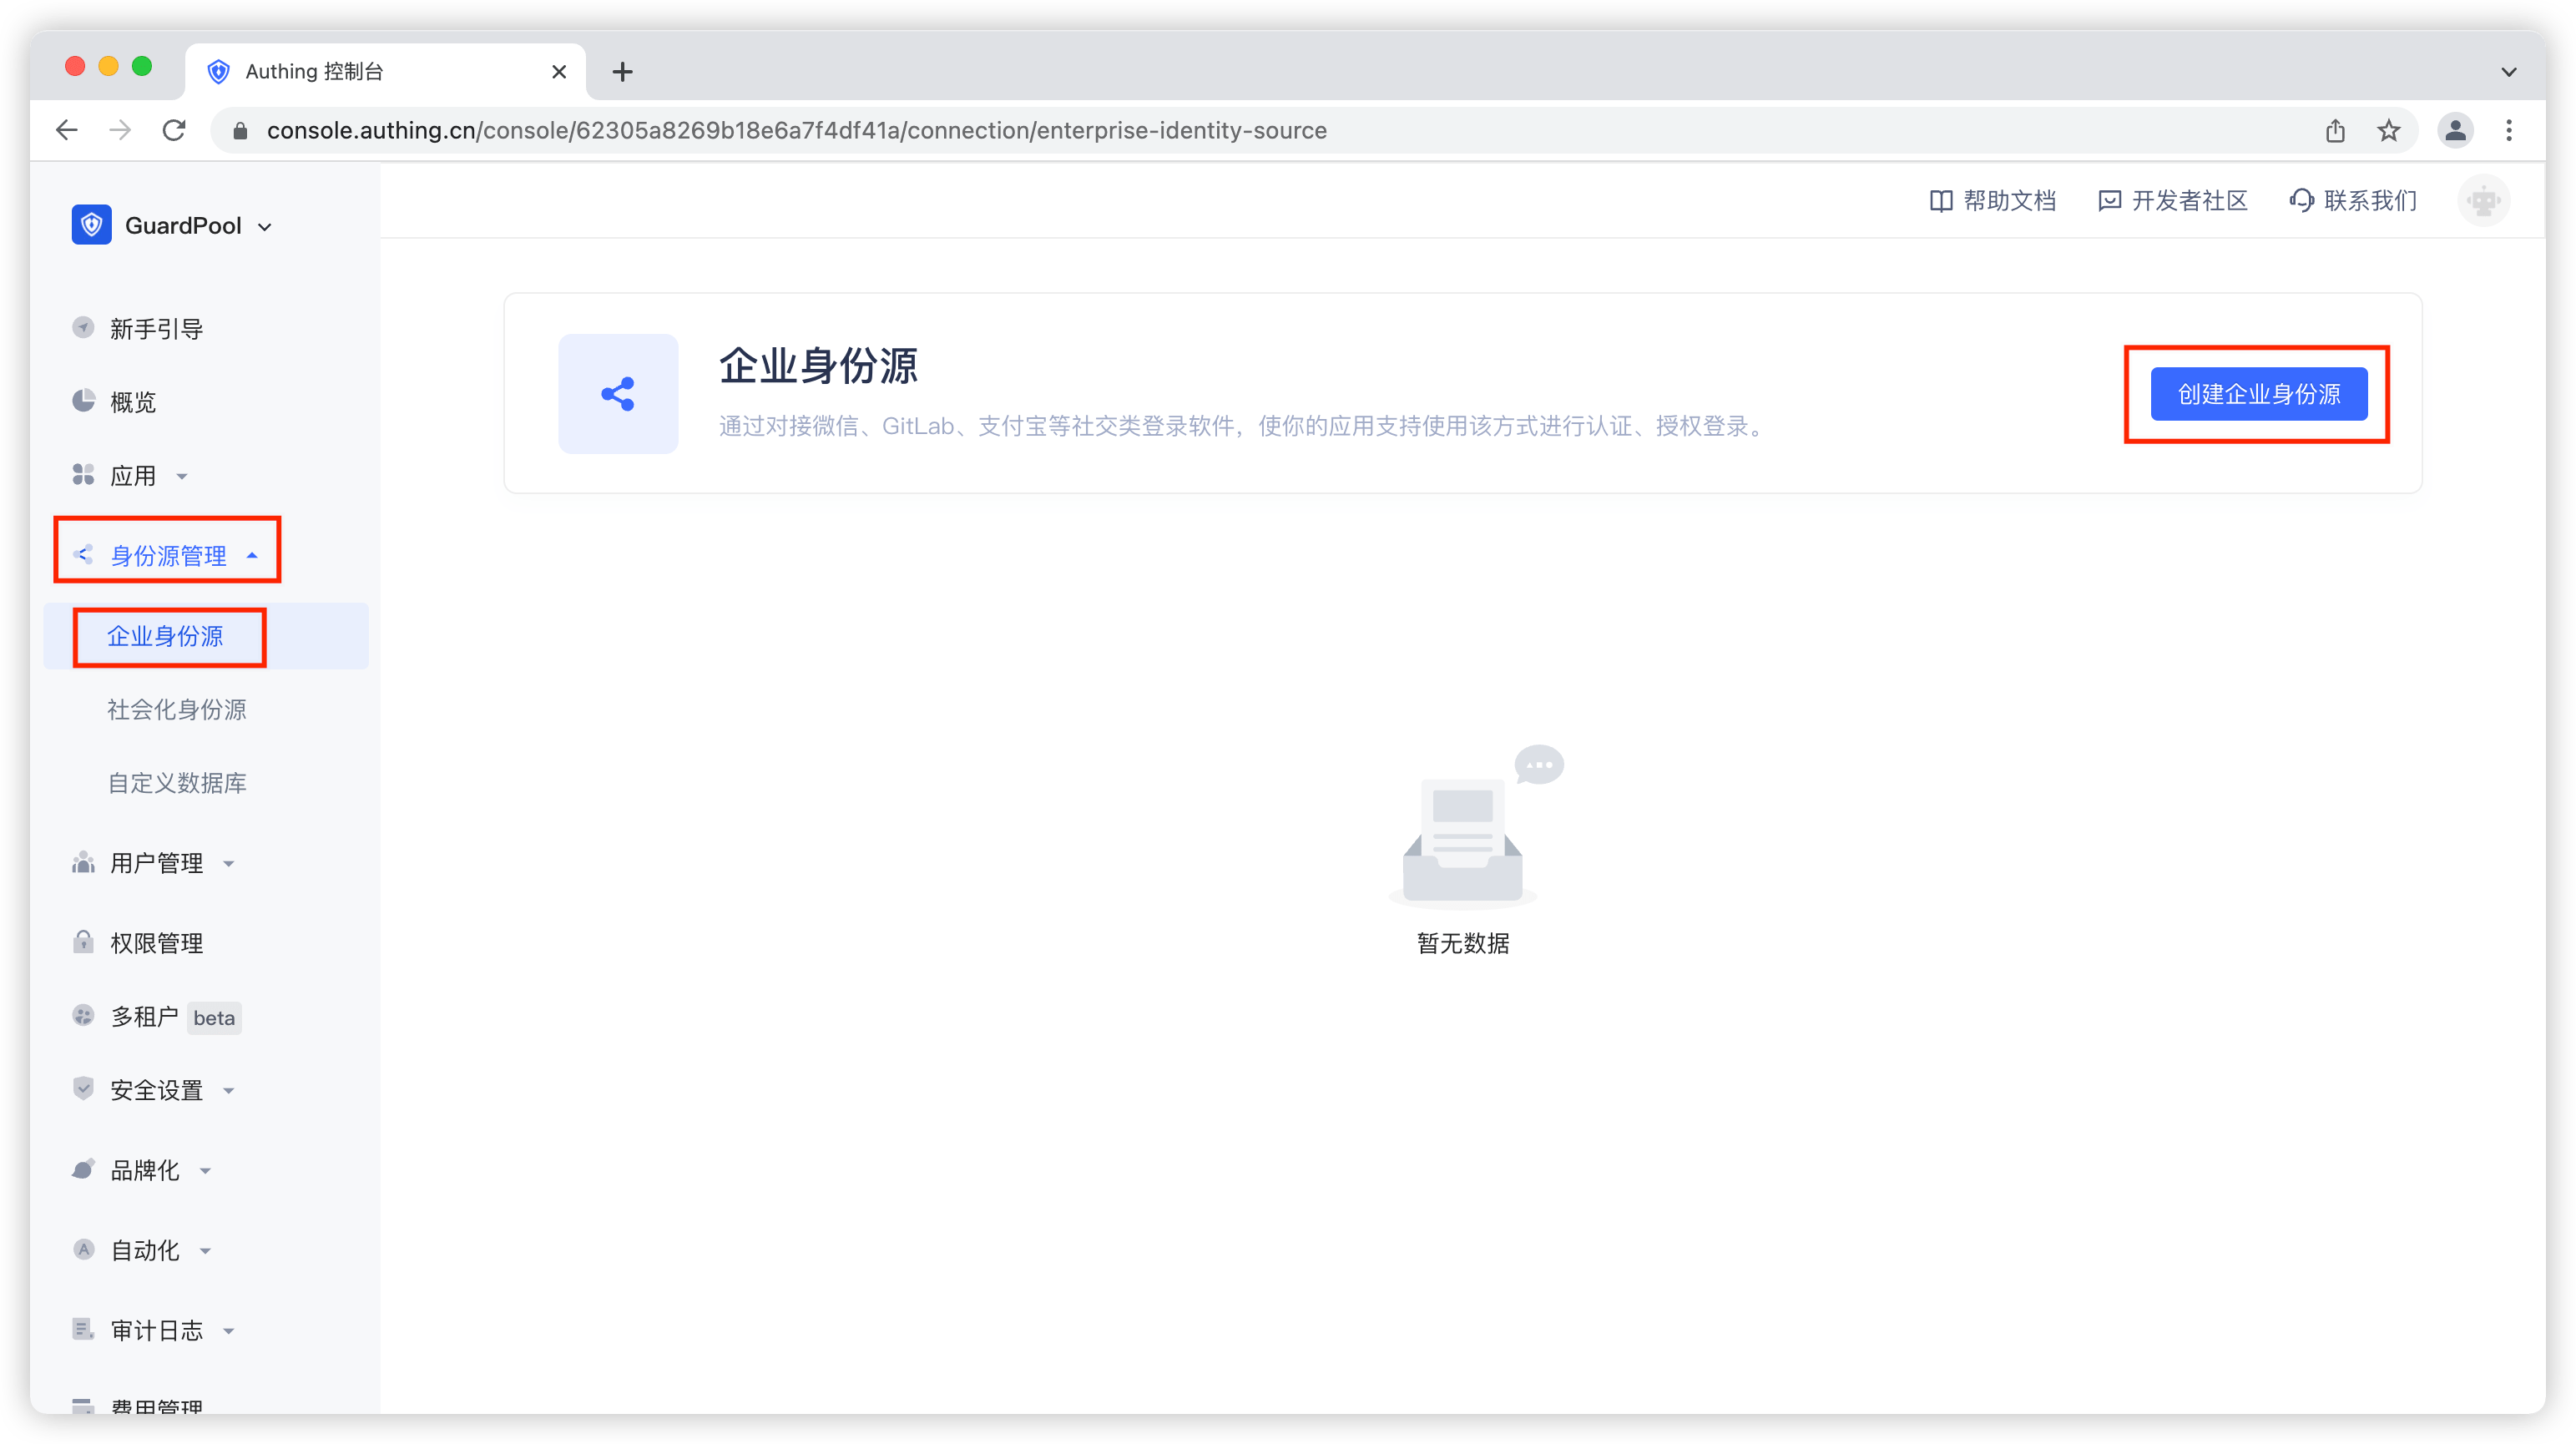 Authing 控制台
console.authing.cn/console/62305a8269b18e6a7f4df41a/connection/enterprise-identity-source
GuardPool
帮助文档
开发者社区
联系我们
新手引导
概览
应用
身份源管理
企业身份源
社会化身份源
自定义数据库
用户管理
权限管理
多租户 beta
安全设置
品牌化
自动化
审计日志
费用管理
企业身份源
通过对接微信、GitLab、支付宝等社交类登录软件，使你的应用支持使用该方式进行认证、授权登录。
创建企业身份源
暂无数据